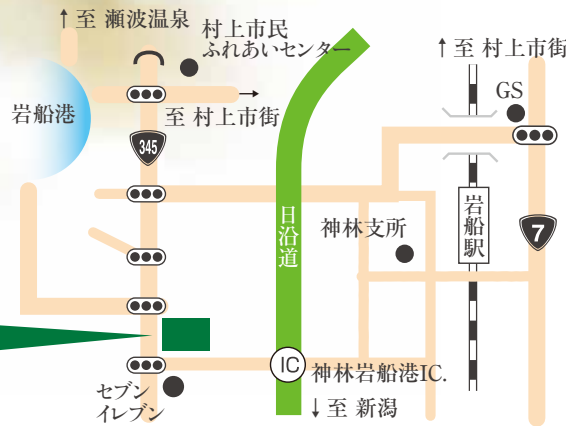 ↑至 瀬波温泉
村上市民
ふれあいセンター
↑至 村上市街
GS
岩船港
至 村上市街
345
日沿道
神林支所
岩船駅
7
IC
神林岩船港IC.
セブン
イレブン
↓至 新潟